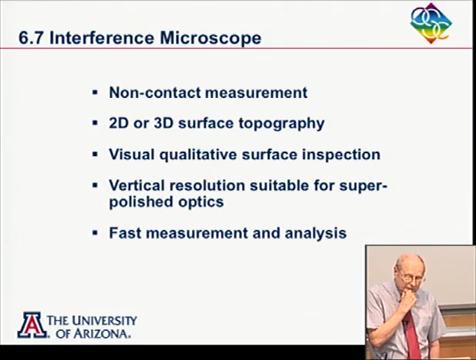 6.7 Interference Microscope
▪ Non-contact measurement
▪ 2D or 3D surface topography
▪ Visual qualitative surface inspection
▪ Vertical resolution suitable for super-
polished optics
▪ Fast measurement and analysis
A THE UNIVERSITY
OF ARIZONA.